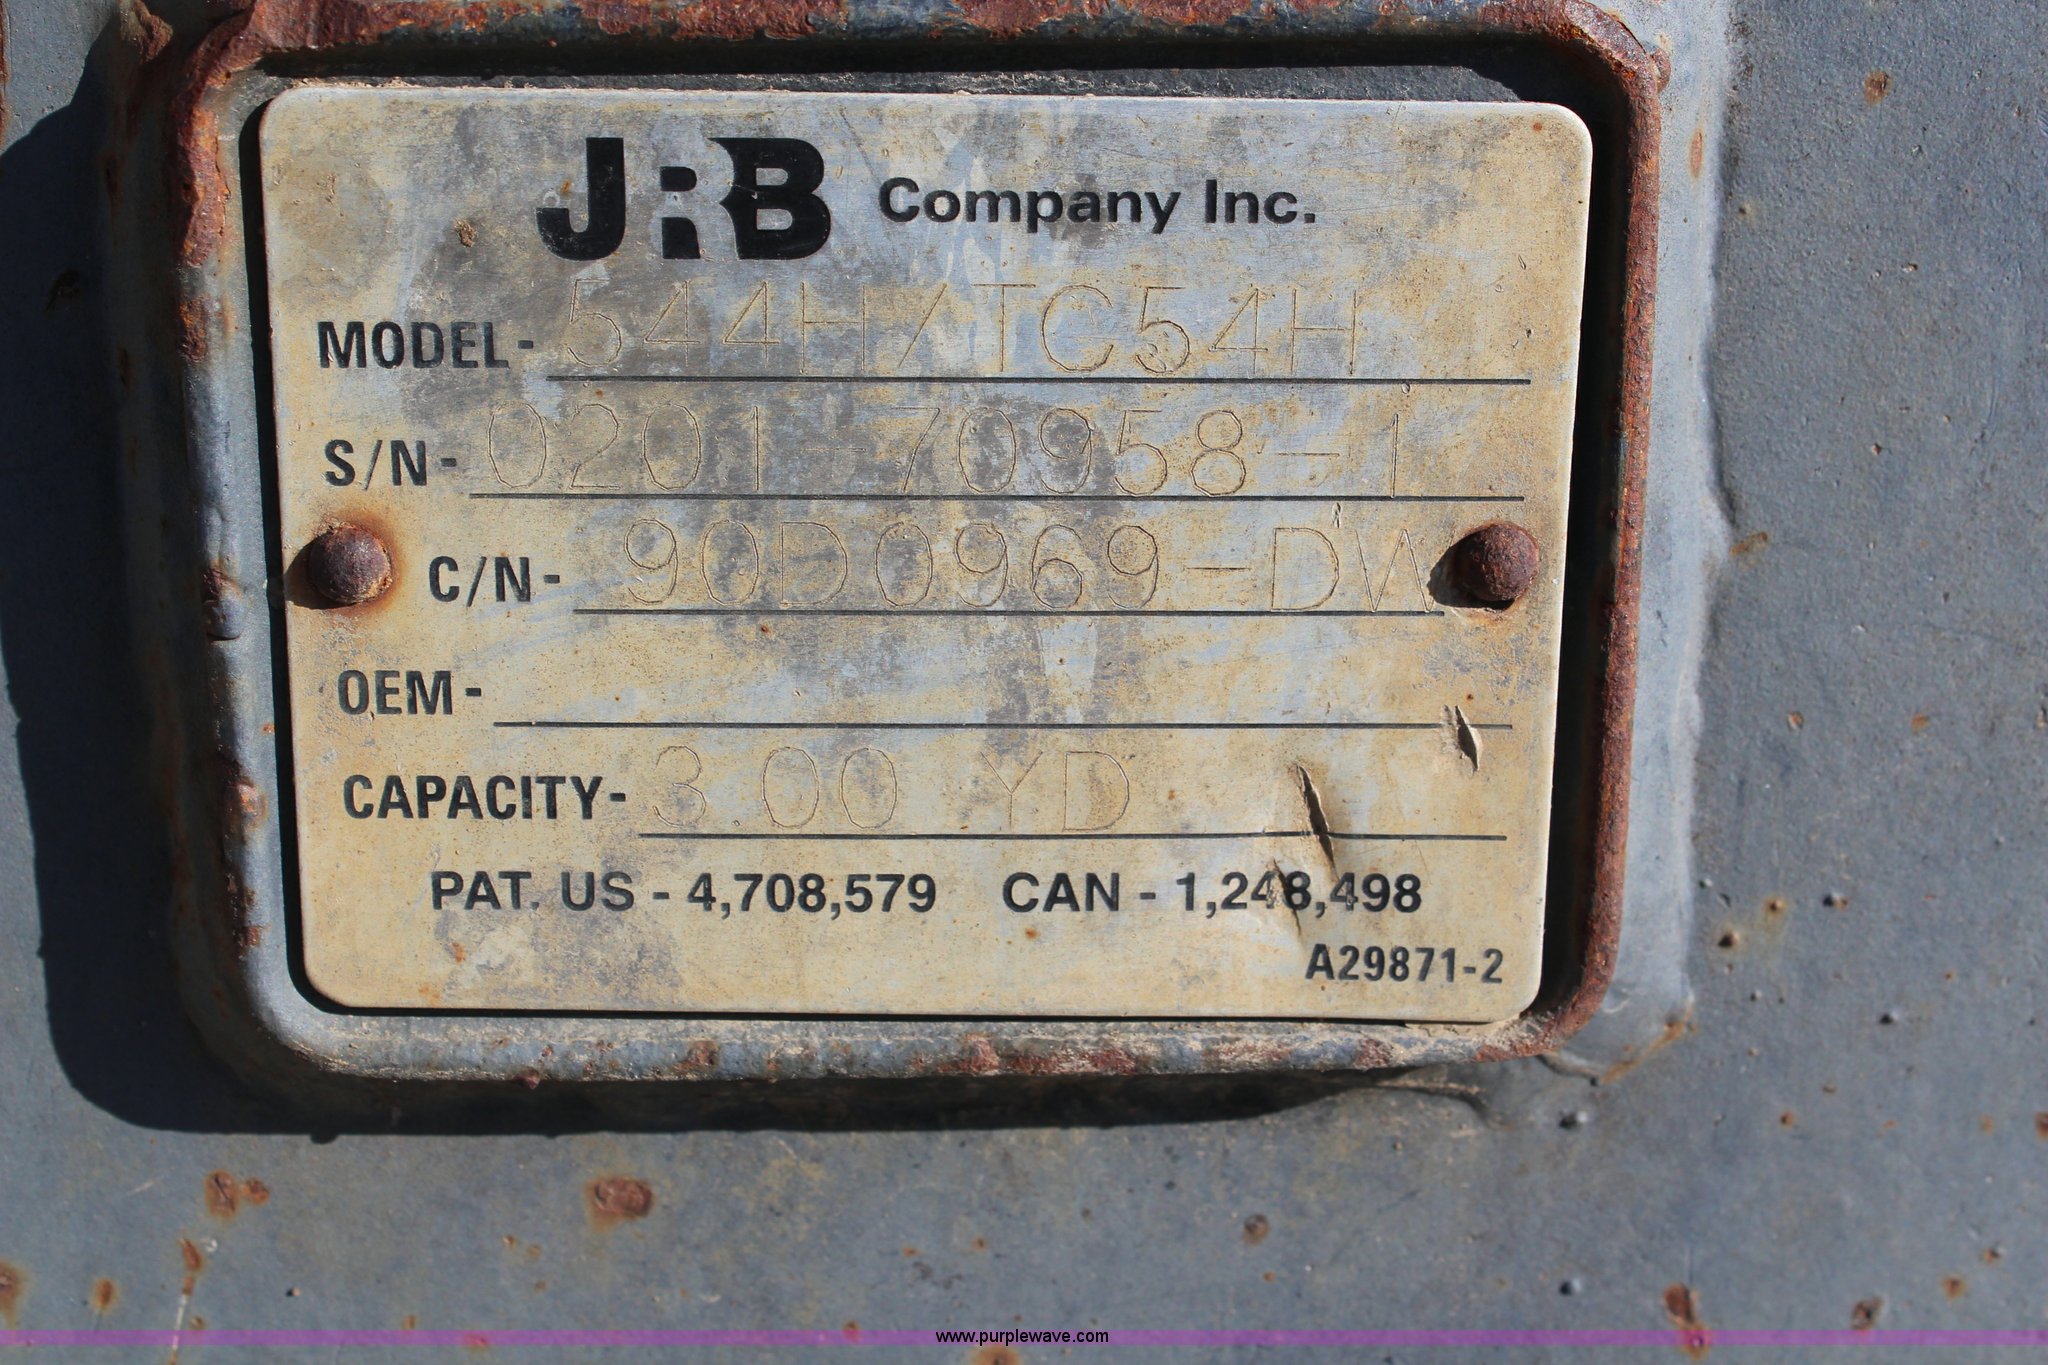 JRB Company Inc.
MODEL- 544H/TC54H
S/N- 0201-70958-1
C/N- 90D0969-DW
OEM-
CAPACITY- 3.00 YD
PAT. US - 4,708,579 CAN - 1,248,498
A29871-2
www.purplewave.com